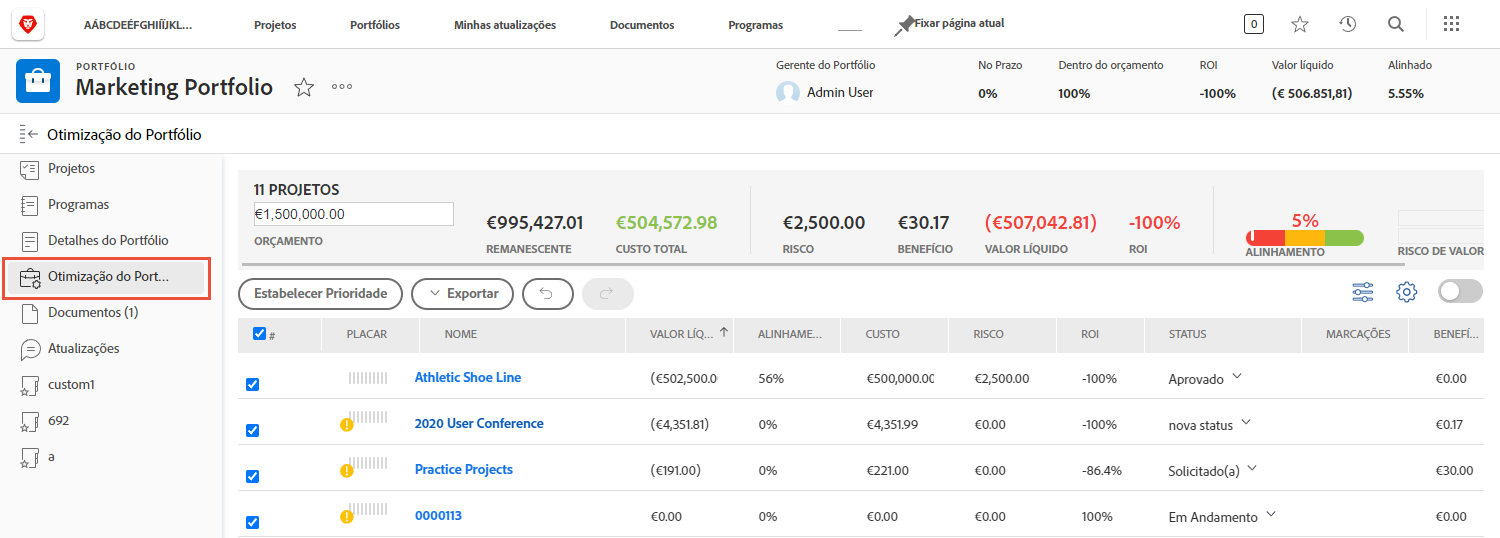 AÁBCDEÉFGHIÍÏJKL... Projetos Portfólios Minhas atualizações Documentos Programas Fixar página atual 0
PORTFÓLIO
Marketing Portfolio
Gerente do Portfólio No Prazo Dentro do orçamento ROI Valor líquido Alinhado
Admin User 0% 100% -100% (€ 506.851,81) 5.55%
Otimização do Portfólio
Projetos
Programas
Detalhes do Portfólio
Otimização do Port...
Documentos (1)
Atualizações
custom1
692
a
11 PROJETOS
€1,500,000.00
ORÇAMENTO
€995,427.01 €504,572.98 €2,500.00 €30.17 (€507,042.81) -100% 5%
REMANESCENTE CUSTO TOTAL RISCO BENEFÍCIO VALOR LÍQUIDO ROI ALINHAMENTO RISCO DE VALOR
Estabelecer Prioridade Exportar
# PLACAR NOME VALOR LÍQ... ALINHAME... CUSTO RISCO ROI STATUS MARCAÇÕES BENEFÍ...
Athletic Shoe Line (€502,500.0 56% €500,000.00 €2,500.00 -100% Aprovado €0.00
2020 User Conference (€4,351.81) 0% €4,351.99 €0.00 -100% nova status €0.17
Practice Projects (€191.00) 0% €221.00 €0.00 -86.4% Solicitado(a) €30.00
0000113 €0.00 0% €0.00 €0.00 100% Em Andamento €0.00